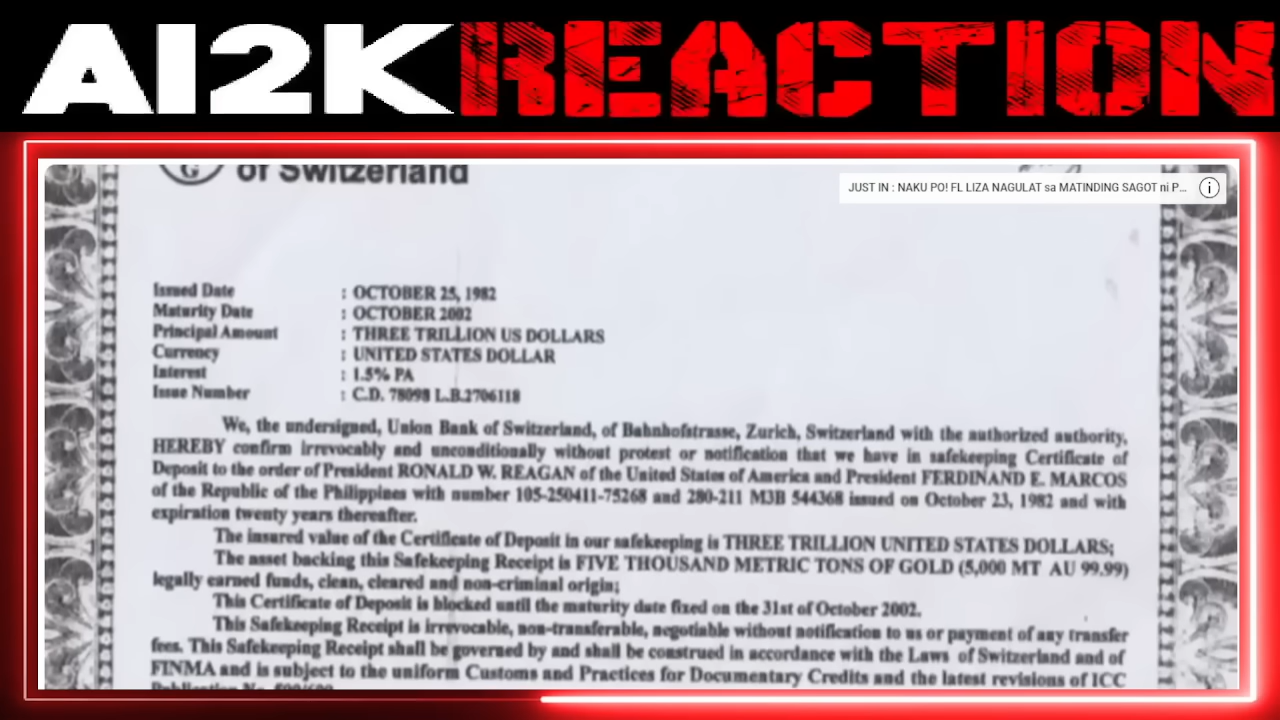 AI2KREACTION
of Switzerland
JUST IN : NAKU PO! FL LIZA NAGULAT sa MATINDING SAGOT ni P...
Issued Date : OCTOBER 25, 1982
Maturity Date : OCTOBER 2002
Principal Amount : THREE TRILLION US DOLLARS
Currency : UNITED STATES DOLLAR
Interest : 1.5% PA
Issue Number : C.D. 78098 L.B.2706118
We, the undersigned, Union Bank of Switzerland, of Bahnhofstrasse, Zurich, Switzerland with the authorized authority,
HEREBY confirm irrevocably and unconditionally without protest or notification that we have in safekeeping Certificate of
Deposit to the order of President RONALD W. REAGAN of the United States of America and President FERDINAND E. MARCOS
of the Republic of the Philippines with number 105-250411-75268 and 280-211 M3B 544368 issued on October 23, 1982 and with
expiration twenty years thereafter.
The insured value of the Certificate of Deposit in our safekeeping is THREE TRILLION UNITED STATES DOLLARS;
The asset backing this Safekeeping Receipt is FIVE THOUSAND METRIC TONS OF GOLD (5,000 MT AU 99.99)
legally earned funds, clean, cleared and non-criminal origin;
This Certificate of Deposit is blocked until the maturity date fixed on the 31st of October 2002.
This Safekeeping Receipt is irrevocable, non-transferable, negotiable without notification to us or payment of any transfer
fees. This Safekeeping Receipt shall be governed by and shall be construed in accordance with the Laws of Switzerland and of
FINMA and is subject to the uniform Customs and Practices for Documentary Credits and the latest revisions of ICC